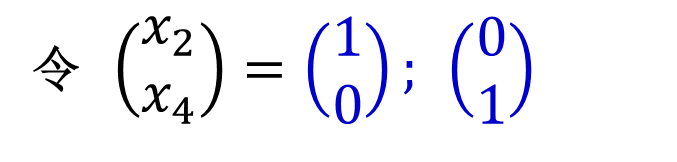 令 (x₂ x₄) = (1 0); (0 1)